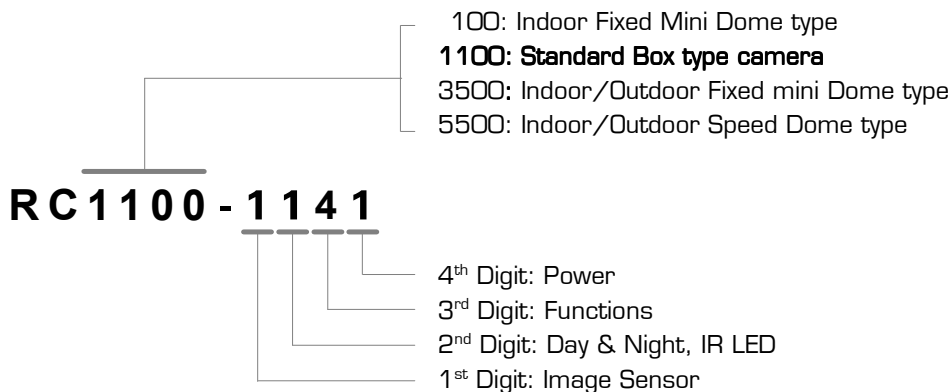 100: Indoor Fixed Mini Dome type
1100: Standard Box type camera
3500: Indoor/Outdoor Fixed mini Dome type
5500: Indoor/Outdoor Speed Dome type
RC1100-1141
4th Digit: Power
3rd Digit: Functions
2nd Digit: Day & Night, IR LED
1st Digit: Image Sensor